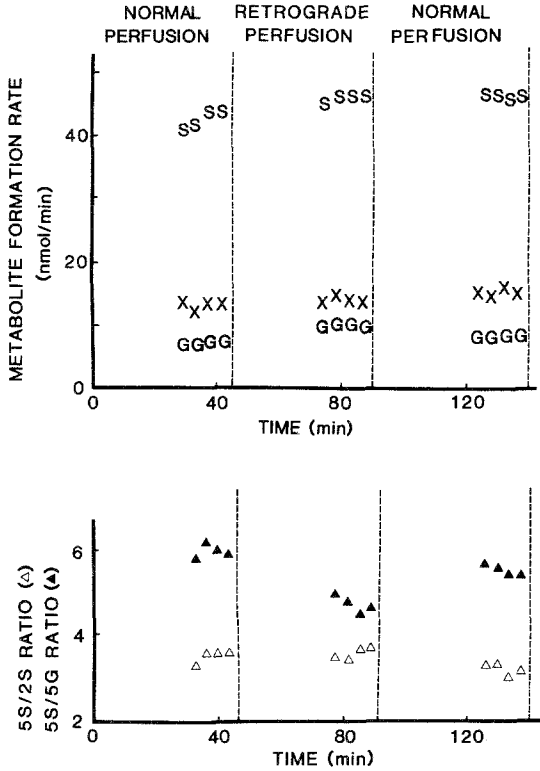 NORMAL PERFUSION
RETROGRADE PERFUSION
NORMAL PERFUSION
METABOLITE FORMATION RATE
(nmol/min)
40
20
0
SSSS
SSSS
SSSS
XXXX
XXXX
XXXX
GGGG
GGGG
GGGG
0 40 80 120
TIME (min)
5S/2S RATIO (△)
5S/5G RATIO (▲)
6
4
2
0 40 80 120
TIME (min)